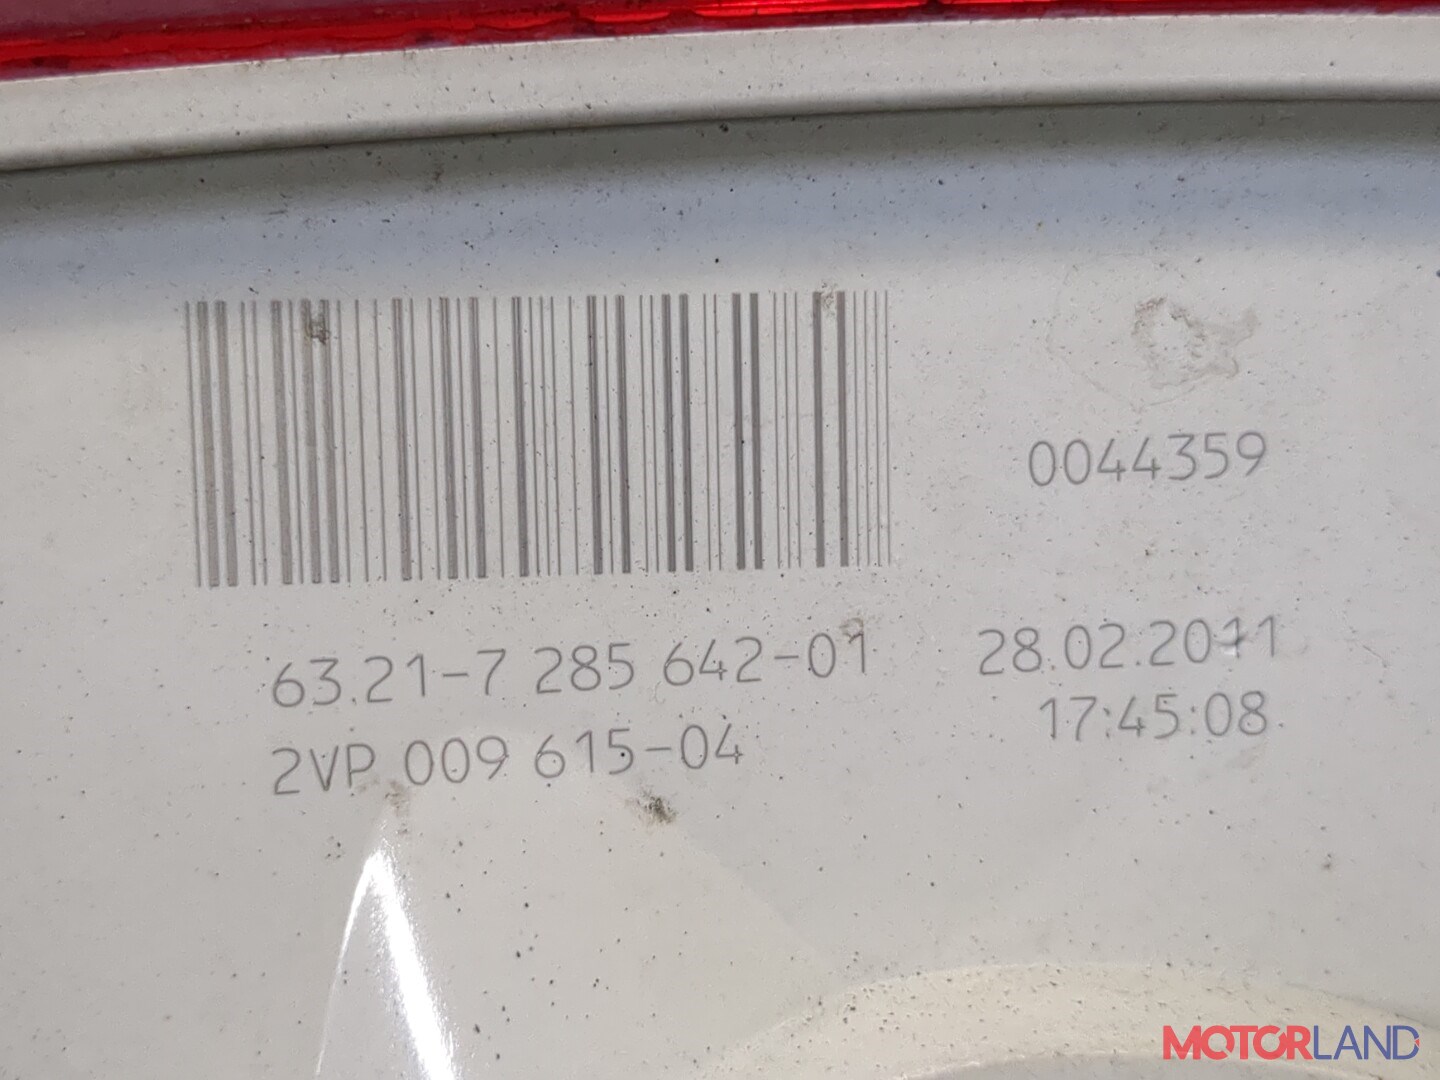 0044359
63.21-7 285 642-01
28.02.2011
2VP 009 615-04
17:45:08
MOTORLAND